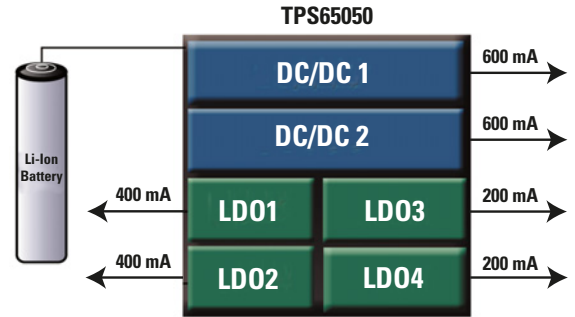 TPS65050
DC/DC 1
600 mA
DC/DC 2
600 mA
Li-Ion
Battery
400 mA
LDO1
LDO3
200 mA
400 mA
LDO2
LDO4
200 mA